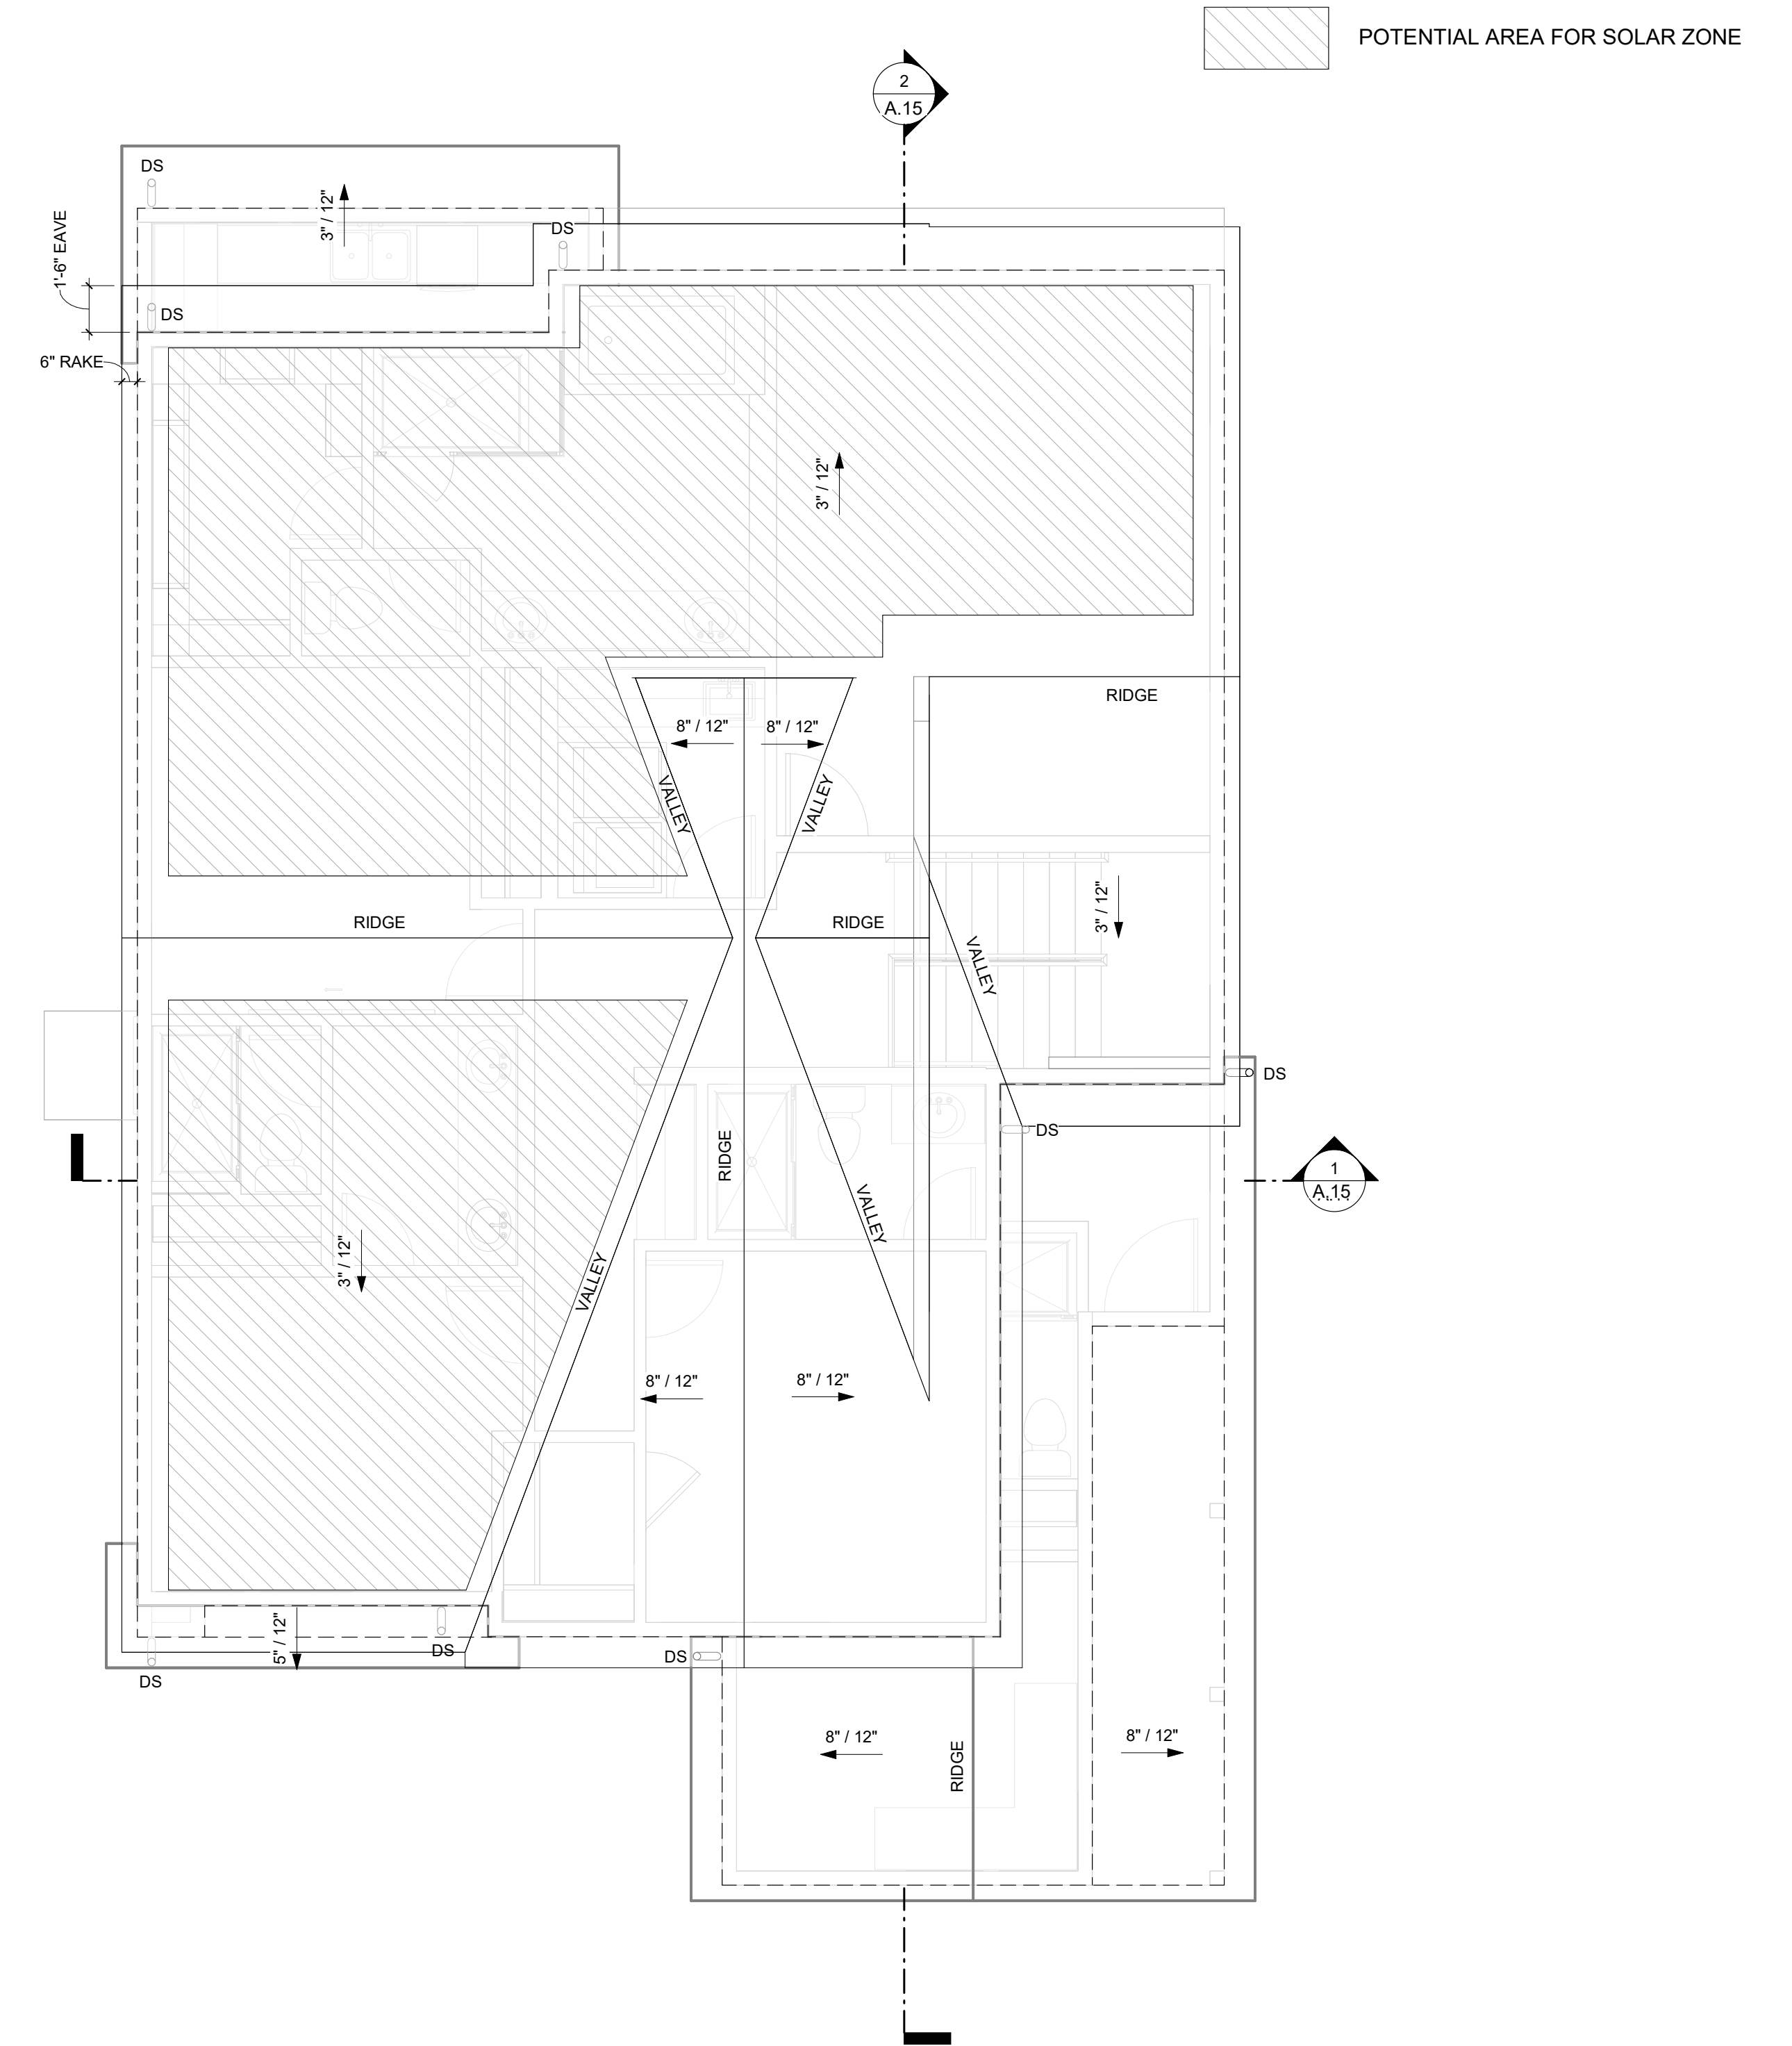 POTENTIAL AREA FOR SOLAR ZONE
2
A.15
DS
3" / 12"
1'-6" EAVE
DS
DS
6" RAKE
3" / 12"
RIDGE
8" / 12"
8" / 12"
VALLEY
VALLEY
3" / 12"
RIDGE
RIDGE
VALLEY
DS
DS
RIDGE
1
A.15
VALLEY
3" / 12"
VALLEY
8" / 12"
8" / 12"
5" / 12"
DS
DS
DS
8" / 12"
RIDGE
8" / 12"